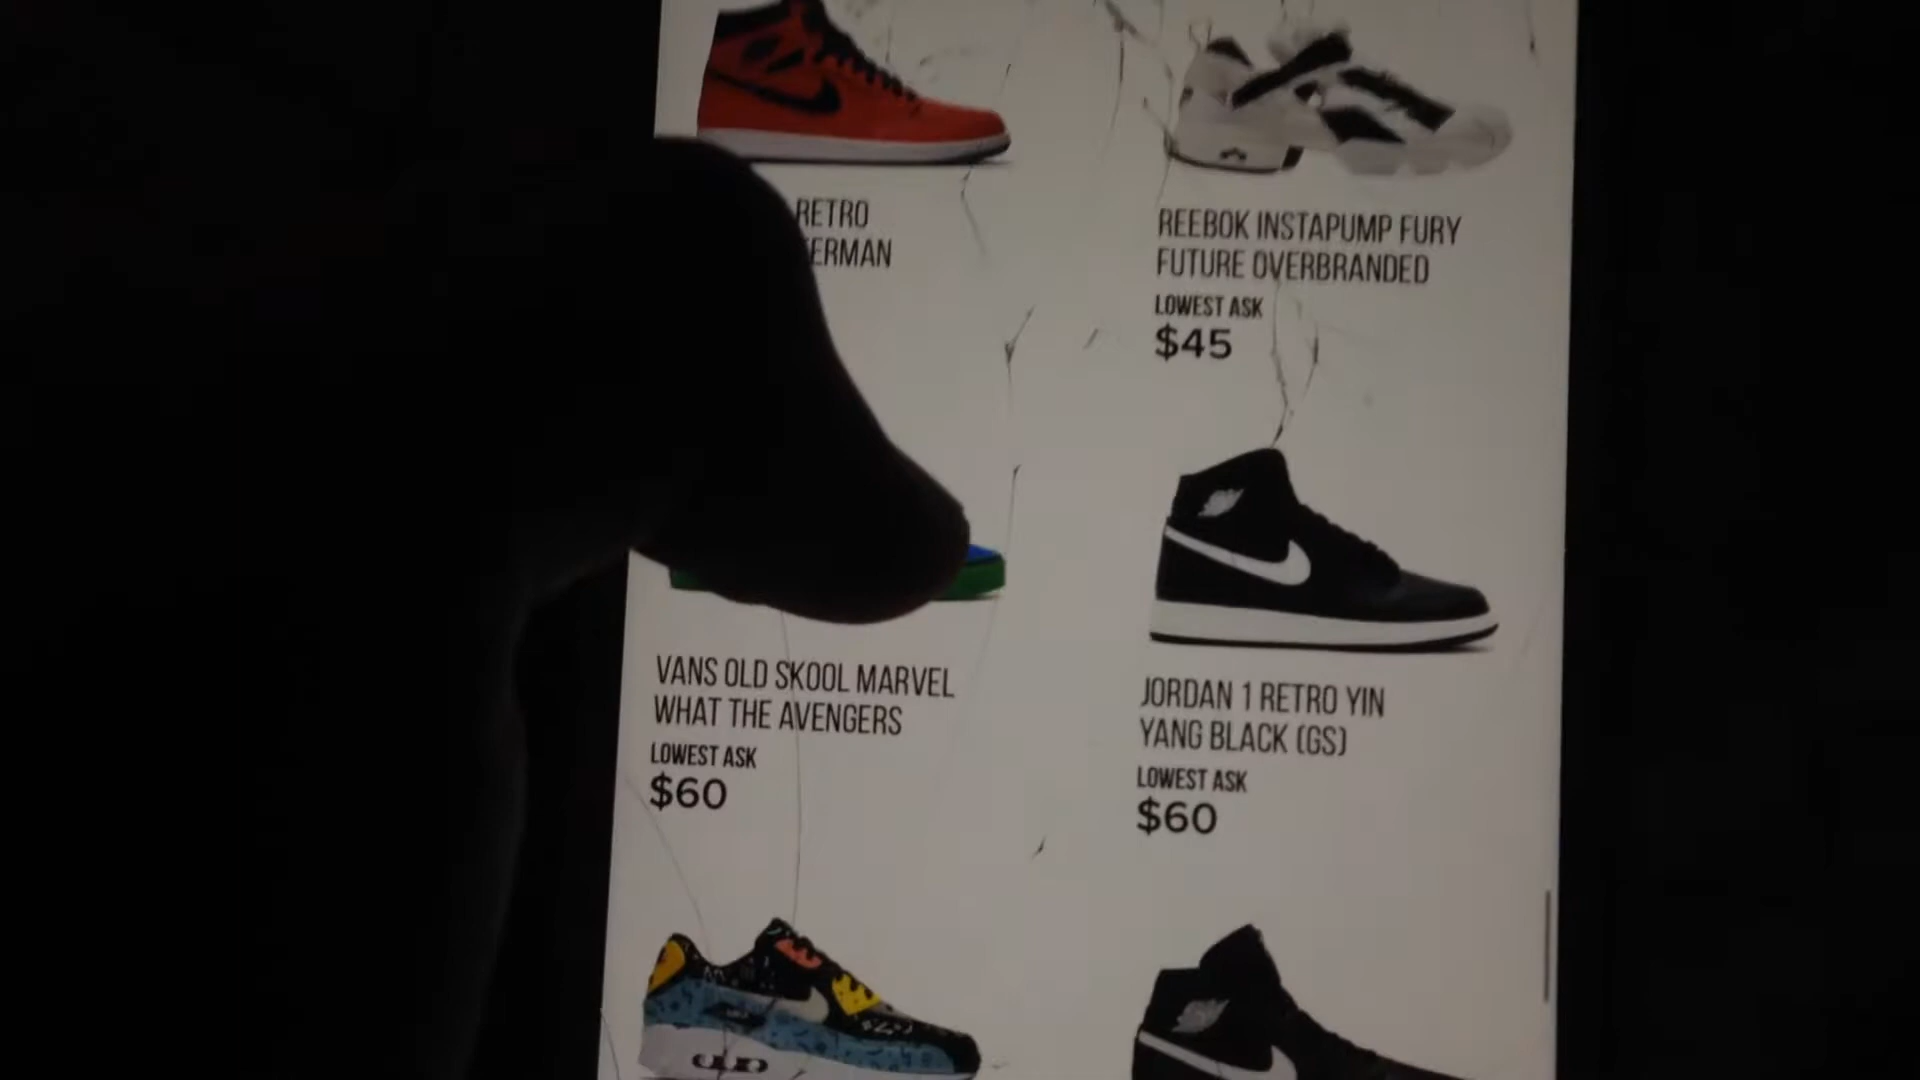 RETRO
ERMAN
REEBOK INSTAPUMP FURY
FUTURE OVERBRANDED
LOWEST ASK
$45
VANS OLD SKOOL MARVEL
WHAT THE AVENGERS
LOWEST ASK
$60
JORDAN 1 RETRO YIN
YANG BLACK (GS)
LOWEST ASK
$60